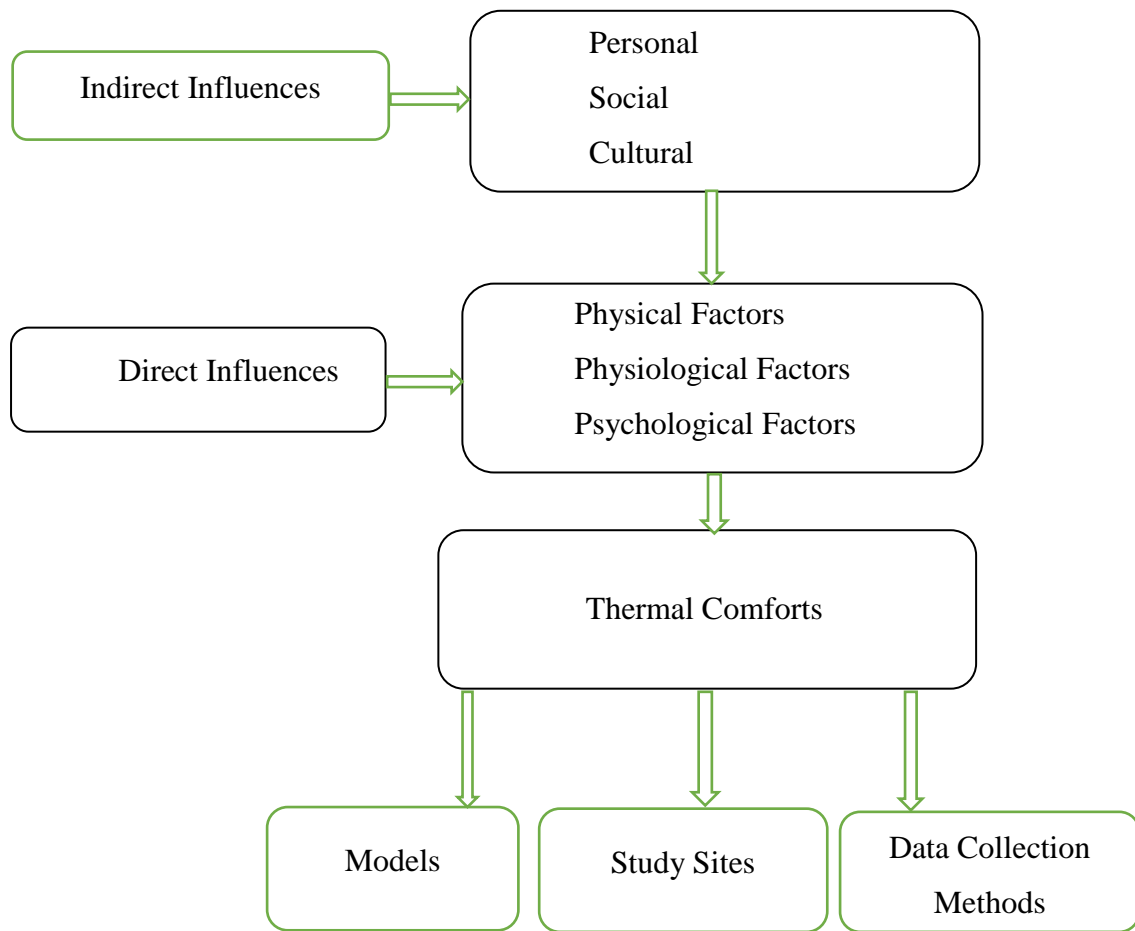 Indirect Influences
Personal
Social
Cultural
Direct Influences
Physical Factors
Physiological Factors
Psychological Factors
Thermal Comforts
Models
Study Sites
Data Collection
Methods